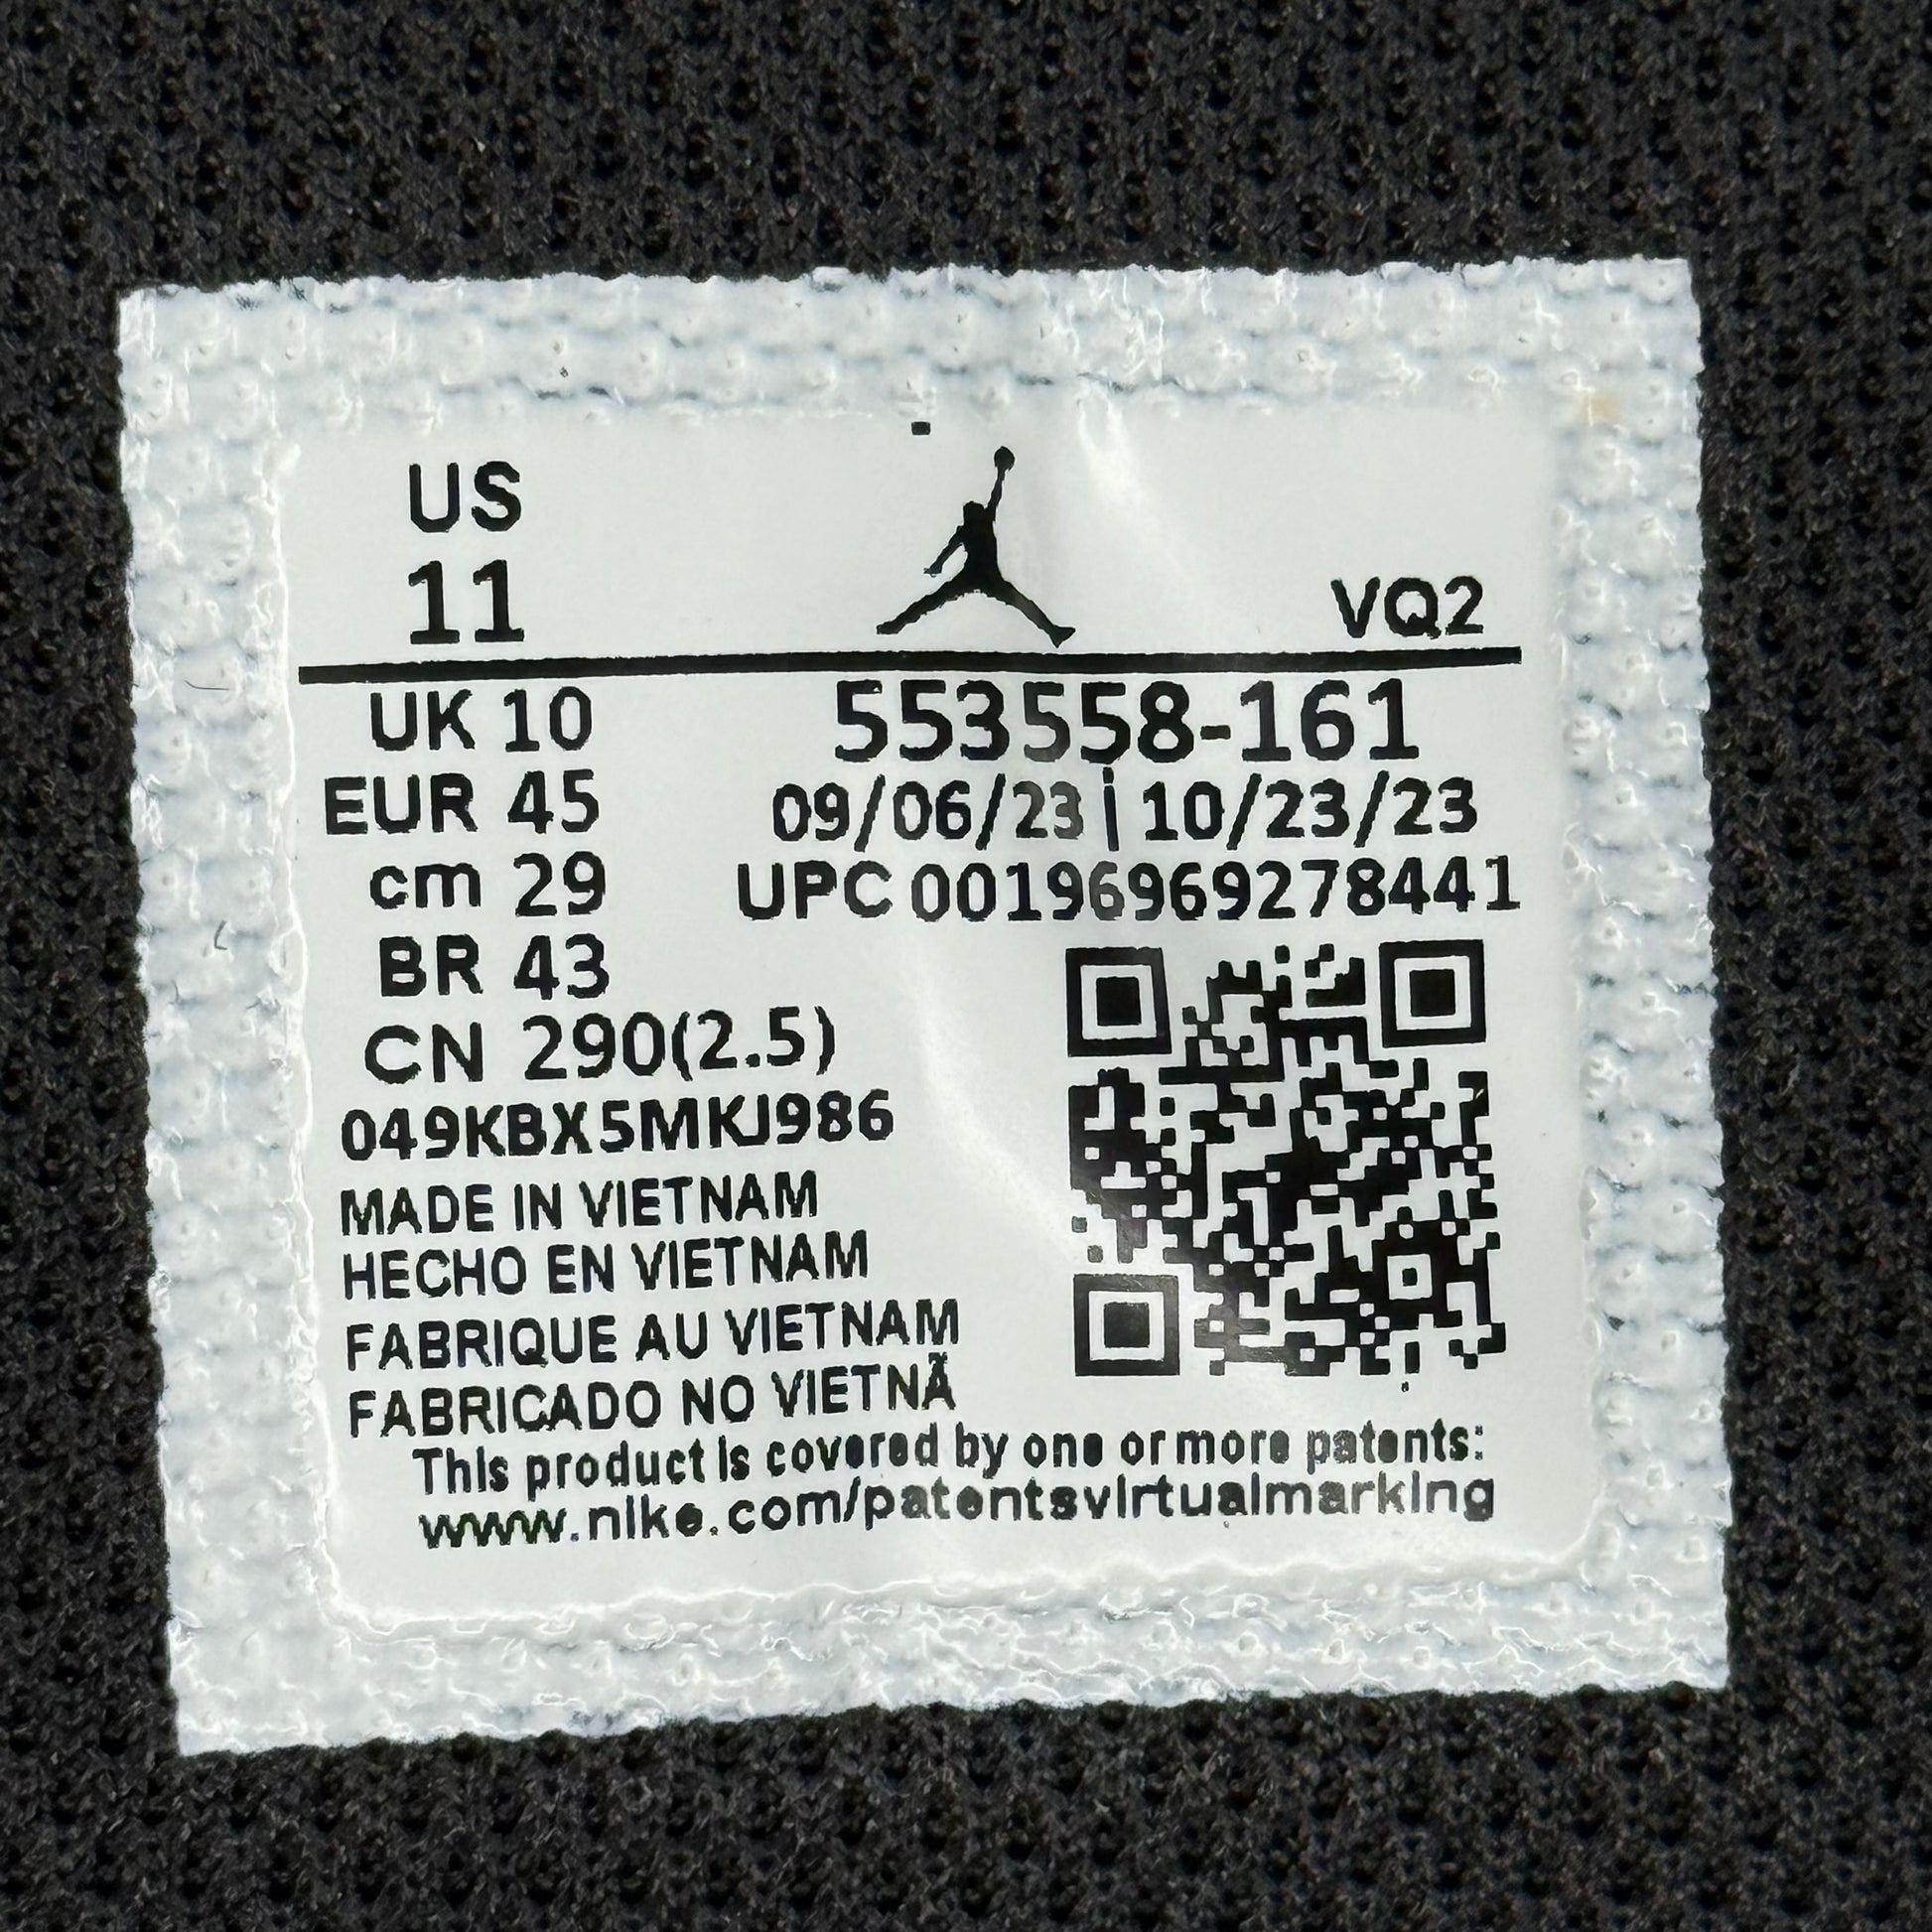 US
11
VQ2
UK 10
553558-161
EUR 45
09/06/23 | 10/23/23
cm 29
UPC 00196969278441
BR 43
CN 290(2.5)
049KBX5MKJ986
MADE IN VIETNAM
HECHO EN VIETNAM
FABRIQUE AU VIETNAM
FABRICADO NO VIETNÃ
This product is covered by one or more patents:
www.nike.com/patentsvirtualmarking